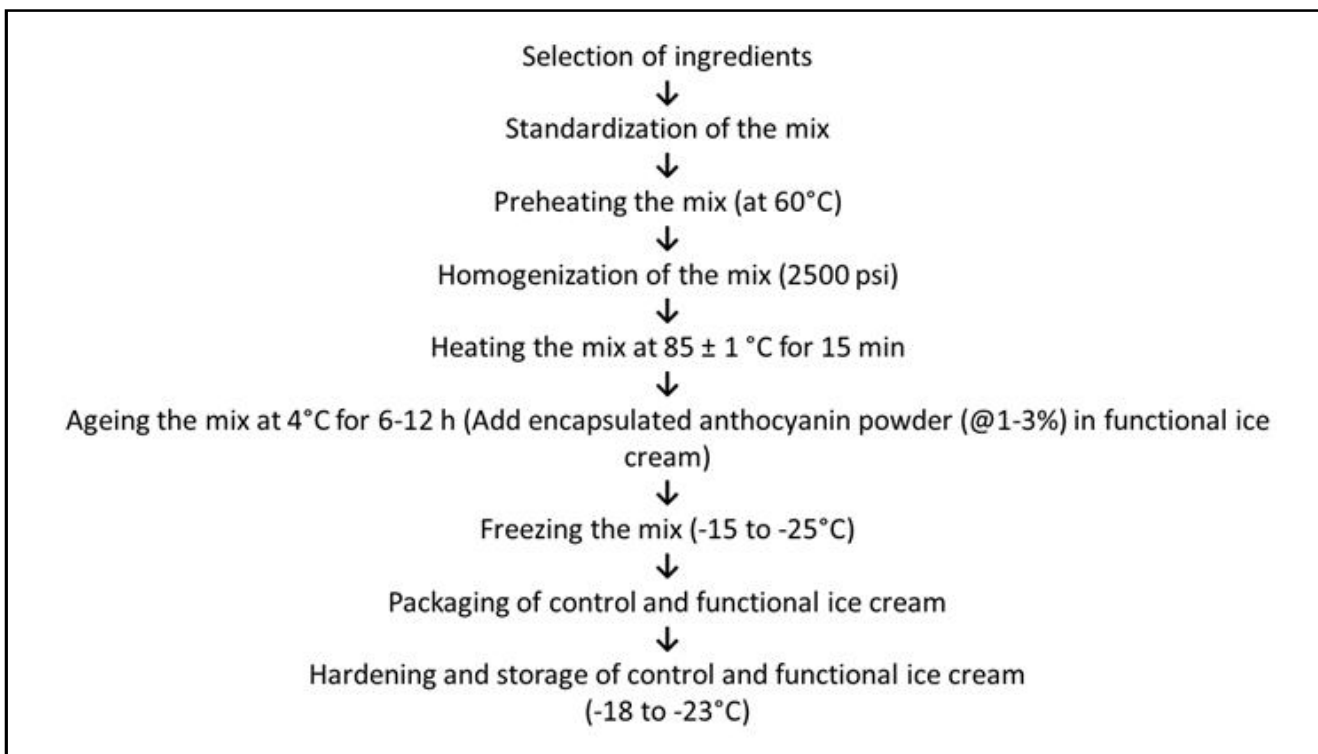 Selection of ingredients
↓
Standardization of the mix
↓
Preheating the mix (at 60°C)
↓
Homogenization of the mix (2500 psi)
↓
Heating the mix at 85 ± 1 °C for 15 min
↓
Ageing the mix at 4°C for 6-12 h (Add encapsulated anthocyanin powder (@1-3%) in functional ice
cream)
↓
Freezing the mix (-15 to -25°C)
↓
Packaging of control and functional ice cream
↓
Hardening and storage of control and functional ice cream
(-18 to -23°C)